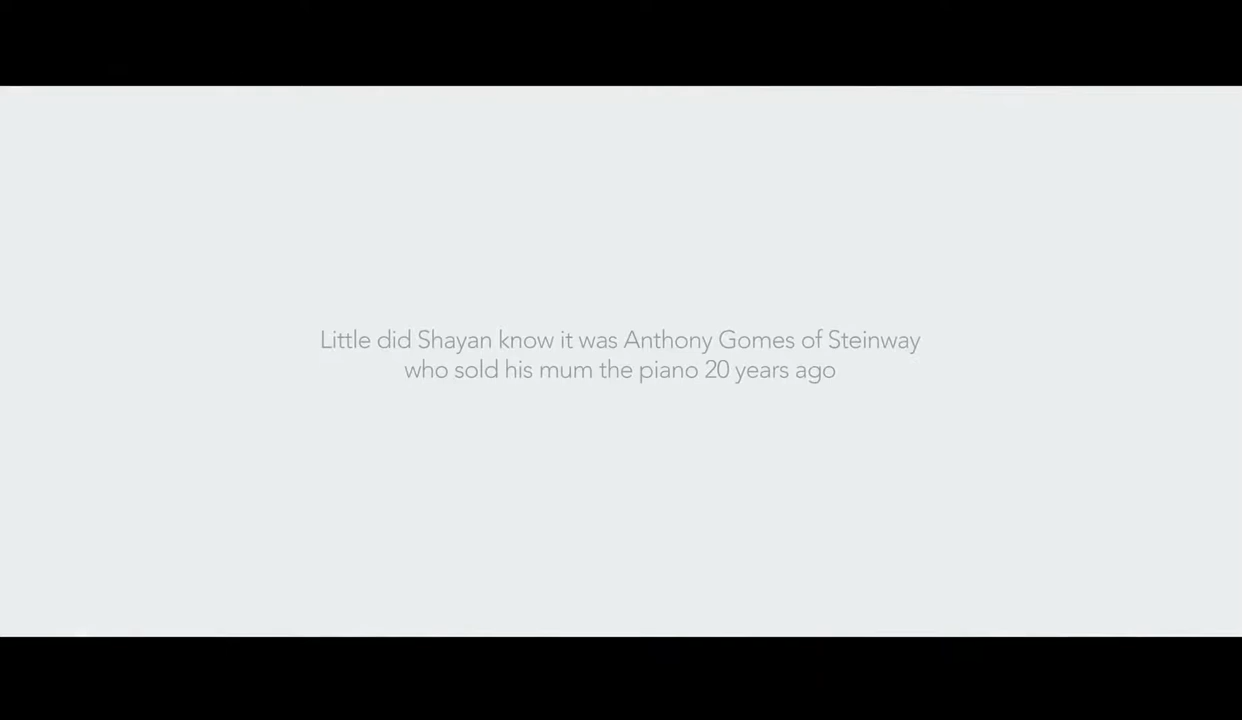 Little did Shayan know it was Anthony Gomes of Steinway
who sold his mum the piano 20 years ago